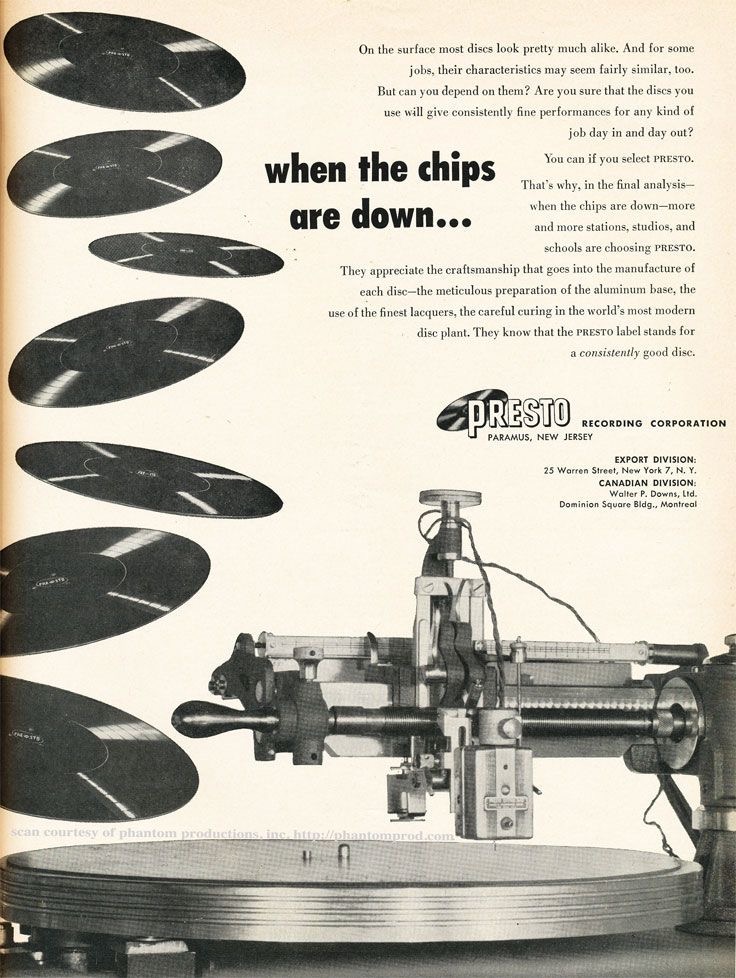 On the surface most discs look pretty much alike. And for some
jobs, their characteristics may seem fairly similar, too.
But can you depend on them? Are you sure that the discs you
use will give consistently fine performances for any kind of
job day in and day out?
when the chips
are down...
You can if you select PRESTO.
That's why, in the final analysis—
when the chips are down—more
and more stations, studios, and
schools are choosing PRESTO.
They appreciate the craftsmanship that goes into the manufacture of
each disc—the meticulous preparation of the aluminum base, the
use of the finest lacquers, the careful curing in the world's most modern
disc plant. They know that the PRESTO label stands for
a consistently good disc.
PRESTO RECORDING CORPORATION
PARAMUS, NEW JERSEY
EXPORT DIVISION:
25 Warren Street, New York 7, N. Y.
CANADIAN DIVISION:
Walter P. Downs, Ltd.
Dominion Square Bldg., Montreal
scan courtesy of phantom productions, inc. http://phantomprod.com